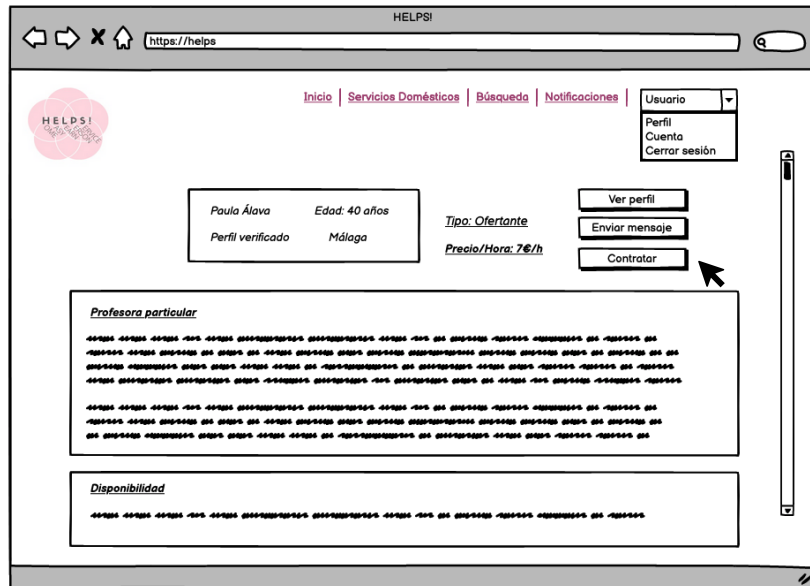 HELPS!
https://helps
HELPS!
Inicio Servicios Domésticos Búsqueda Notificaciones Usuario
Perfil
Cuenta
Cerrar sesión
Paula Álava Edad: 40 años
Perfil verificado Málaga
Tipo: Ofertante
Precio/Hora: 7€/h
Ver perfil
Enviar mensaje
Contratar
Profesora particular
Disponibilidad